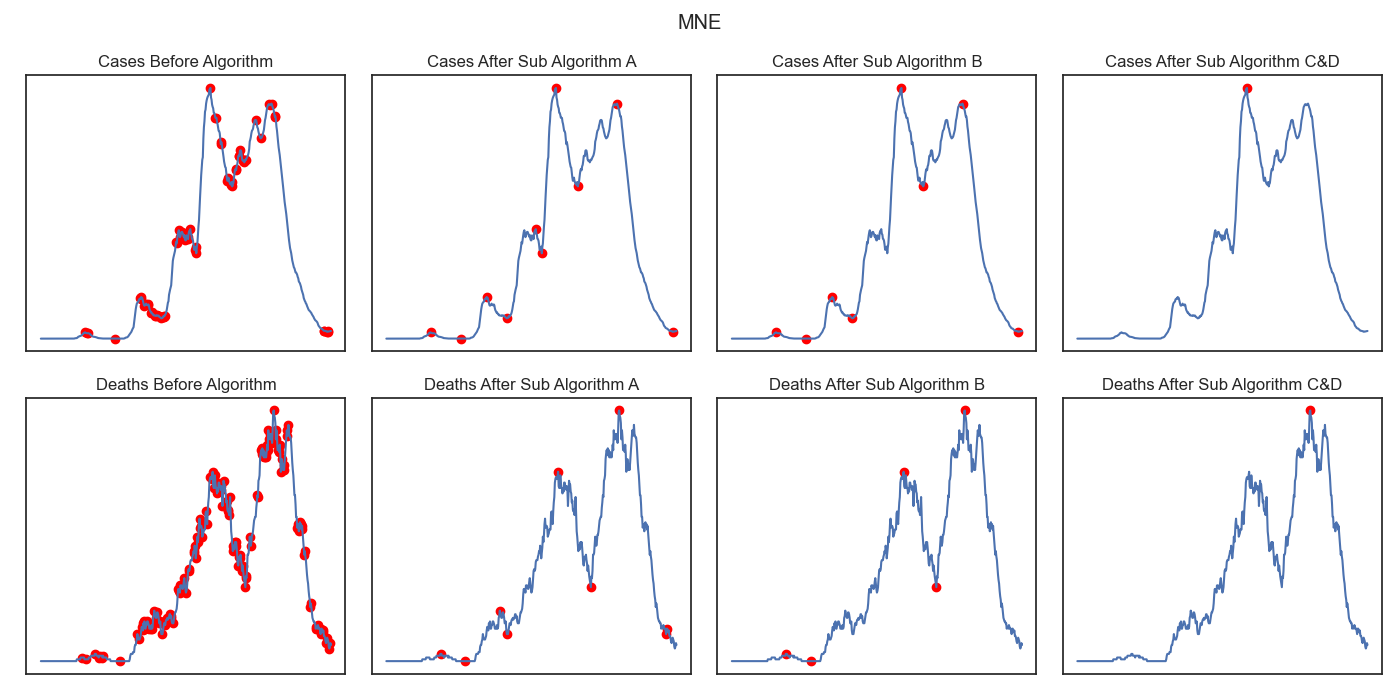 MNE
Cases Before Algorithm
Cases After Sub Algorithm A
Cases After Sub Algorithm B
Cases After Sub Algorithm C&D
Deaths Before Algorithm
Deaths After Sub Algorithm A
Deaths After Sub Algorithm B
Deaths After Sub Algorithm C&D